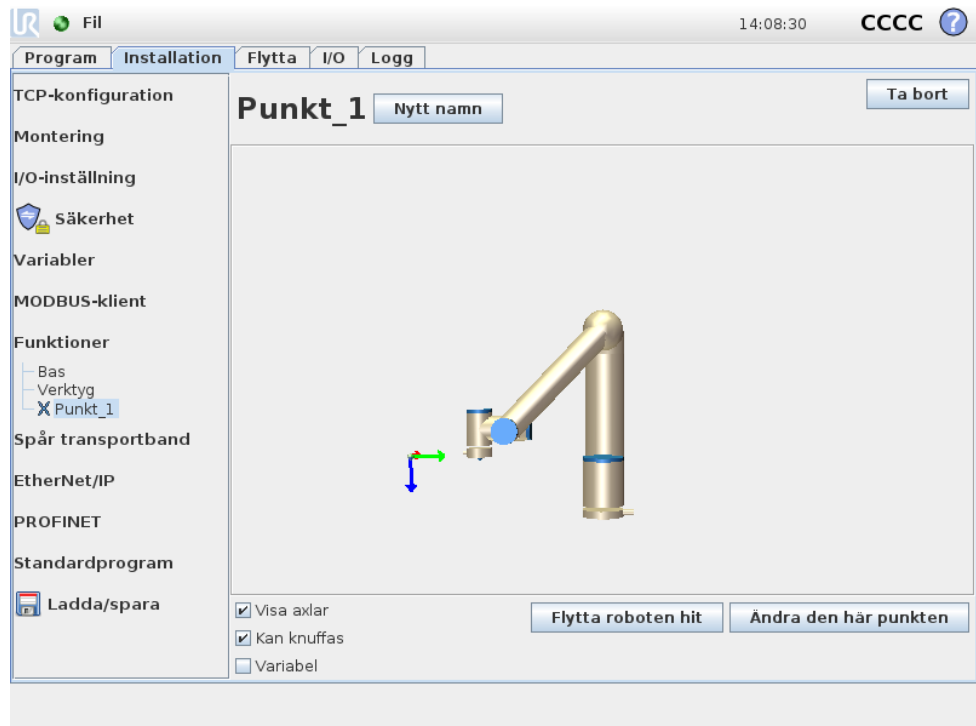 UR
Fil
14:08:30
CCCC
?
Program
Installation
Flytta
I/O
Logg
TCP-konfiguration
Montering
I/O-inställning
Säkerhet
Variabler
MODBUS-klient
Funktioner
Bas
Verktyg
Punkt_1
Spår transportband
EtherNet/IP
PROFINET
Standardprogram
Ladda/spara
Punkt_1
Nytt namn
Ta bort
Visa axlar
Kan knuffas
Variabel
Flytta roboten hit
Ändra den här punkten